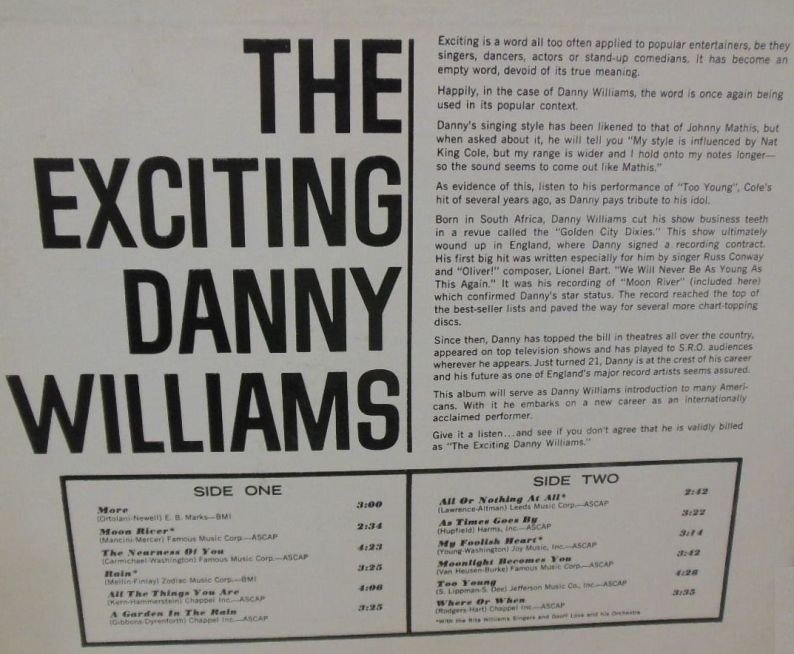 THE
EXCITING
DANNY
WILLIAMS
Exciting is a word all too often applied to popular entertainers, be they
singers, dancers, actors or stand-up comedians. It has become an
empty word, devoid of its true meaning.
Happily, in the case of Danny Williams, the word is once again being
used in its popular context.
Danny's singing style has been likened to that of Johnny Mathis, but
when asked about it, he will tell you "My style is influenced by Nat
King Cole, but my range is wider and I hold onto my notes longer—
so the sound seems to come out like Mathis."
As evidence of this, listen to his performance of "Too Young", Cole's
hit of several years ago, as Danny pays tribute to his idol.
Born in South Africa, Danny Williams cut his show business teeth
in a revue called the "Golden City Dixies." This show ultimately
wound up in England, where Danny signed a recording contract.
His first big hit was written especially for him by singer Russ Conway
and "Oliver!" composer, Lionel Bart. "We Will Never Be As Young As
This Again." It was his recording of "Moon River" (included here)
which confirmed Danny's star status. The record reached the top of
the best-seller lists and paved the way for several more chart-topping
discs.
Since then, Danny has topped the bill in theatres all over the country,
appeared on top television shows and has played to S.R.O. audiences
wherever he appears. Just turned 21, Danny is at the crest of his career
and his future as one of England's major record artists seems assured.
This album will serve as Danny Williams introduction to many Ameri-
cans. With it he embarks on a new career as an internationally
acclaimed performer.
Give it a listen...and see if you don't agree that he is validly billed
as "The Exciting Danny Williams."
SIDE ONE
More 3:00
(Ortolani-Newell) E. B. Marks—BMI
Moon River* 2:34
(Mancini-Mercer) Famous Music Corp.—ASCAP
The Nearness Of You 4:23
(Carmichael-Washington) Famous Music Corp.—ASCAP
Rain* 3:25
(Mellin-Finlay) Zodiac Music Corp.—BMI
All The Things You Are 4:06
(Kern-Hammerstein) Chappel Inc.—ASCAP
A Garden In The Rain 3:25
(Gibbons-Dyrenforth) Chappel Inc.—ASCAP
SIDE TWO
All Or Nothing At All* 2:42
(Lawrence-Altman) Leeds Music Corp.—ASCAP
As Times Goes By 3:22
(Hupfield) Harms, Inc.—ASCAP
My Foolish Heart* 3:14
(Young-Washington) Joy Music, Inc.—ASCAP
Moonlight Becomes You 3:42
(Van Heusen-Burke) Famous Music Corp.—ASCAP
Too Young 4:28
(S. Lippman-S. Dee) Jefferson Music Co., Inc.—ASCAP
Where Or When 3:35
(Rodgers-Hart) Chappel Inc.—ASCAP
*With the Rita Williams Singers and Geoff Love and his Orchestra